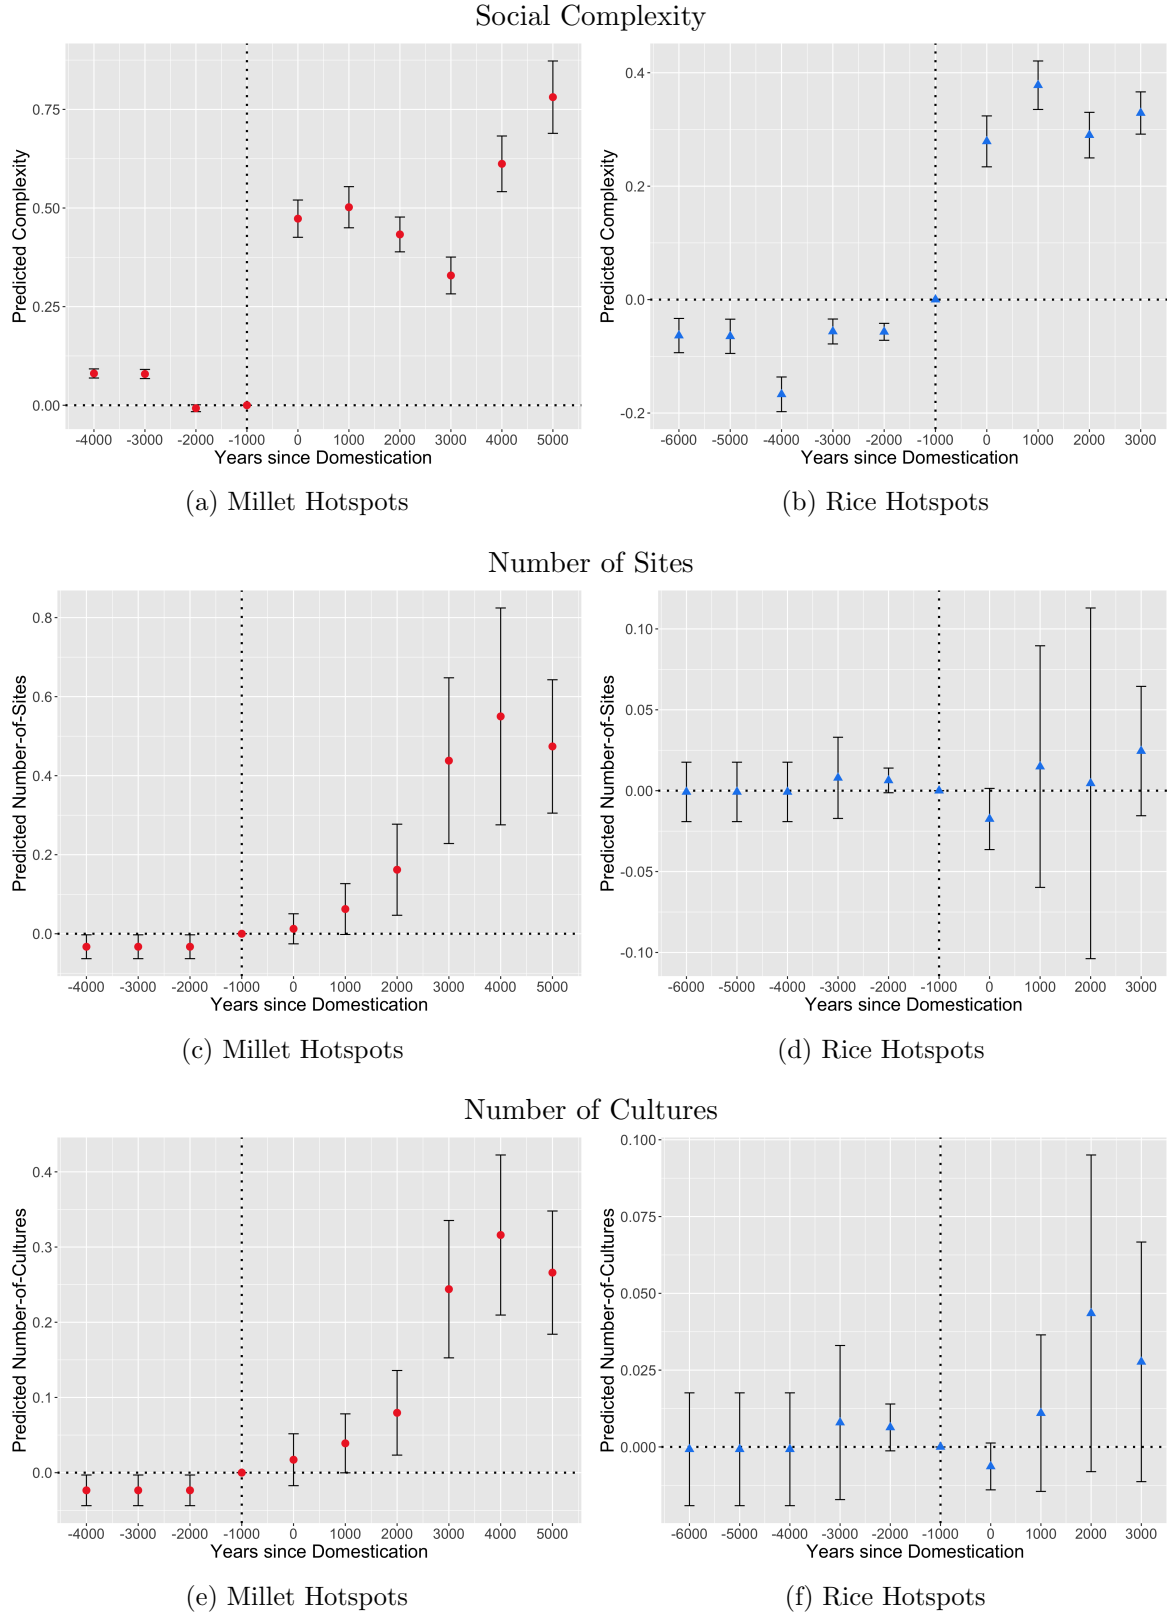 Social Complexity
Predicted Complexity
0.75
0.50
0.25
0.00
-4000 -3000 -2000 -1000 0 1000 2000 3000 4000 5000
Years since Domestication
(a) Millet Hotspots
Predicted Complexity
0.4
0.2
0.0
-0.2
-6000 -5000 -4000 -3000 -2000 -1000 0 1000 2000 3000
Years since Domestication
(b) Rice Hotspots
Number of Sites
Predicted Number-of-Sites
0.8
0.6
0.4
0.2
0.0
-4000 -3000 -2000 -1000 0 1000 2000 3000 4000 5000
Years since Domestication
(c) Millet Hotspots
Predicted Number-of-Sites
0.10
0.05
0.00
-0.05
-0.10
-6000 -5000 -4000 -3000 -2000 -1000 0 1000 2000 3000
Years since Domestication
(d) Rice Hotspots
Number of Cultures
Predicted Number-of-Cultures
0.4
0.3
0.2
0.1
0.0
-4000 -3000 -2000 -1000 0 1000 2000 3000 4000 5000
Years since Domestication
(e) Millet Hotspots
Predicted Number-of-Cultures
0.100
0.075
0.050
0.025
0.000
-6000 -5000 -4000 -3000 -2000 -1000 0 1000 2000 3000
Years since Domestication
(f) Rice Hotspots